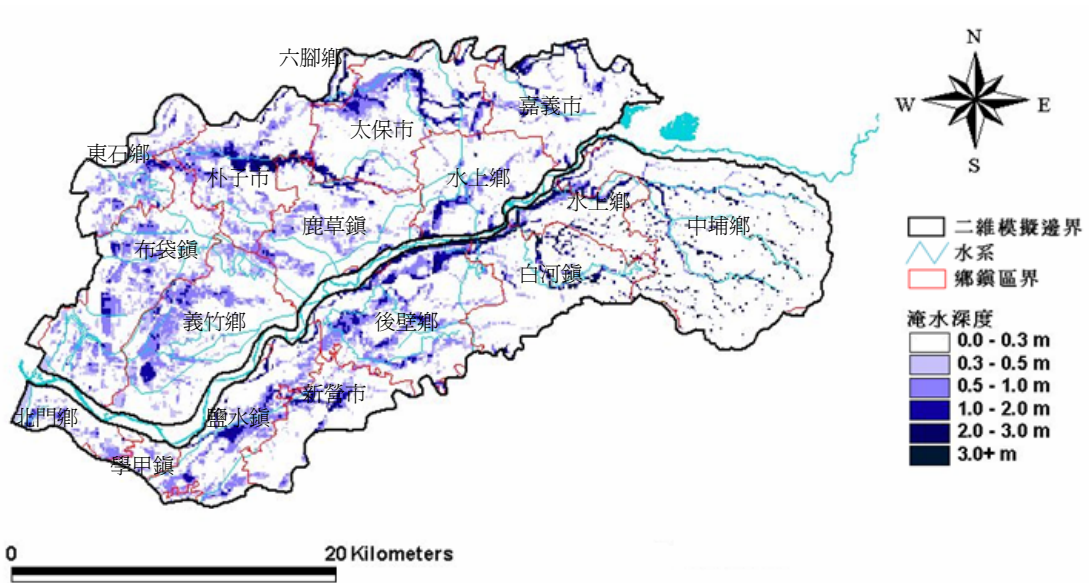 六腳鄉
嘉義市
太保市
東石鄉
朴子市
水上鄉
水上鄉
鹿草鎮
中埔鄉
布袋鎮
白河鎮
義竹鄉
後壁鄉
新營市
北門鄉
鹽水鎮
學甲鎮
N
W
E
S
二維模擬邊界
水系
鄉鎮區界
淹水深度
0.0 - 0.3 m
0.3 - 0.5 m
0.5 - 1.0 m
1.0 - 2.0 m
2.0 - 3.0 m
3.0+ m
0
20 Kilometers